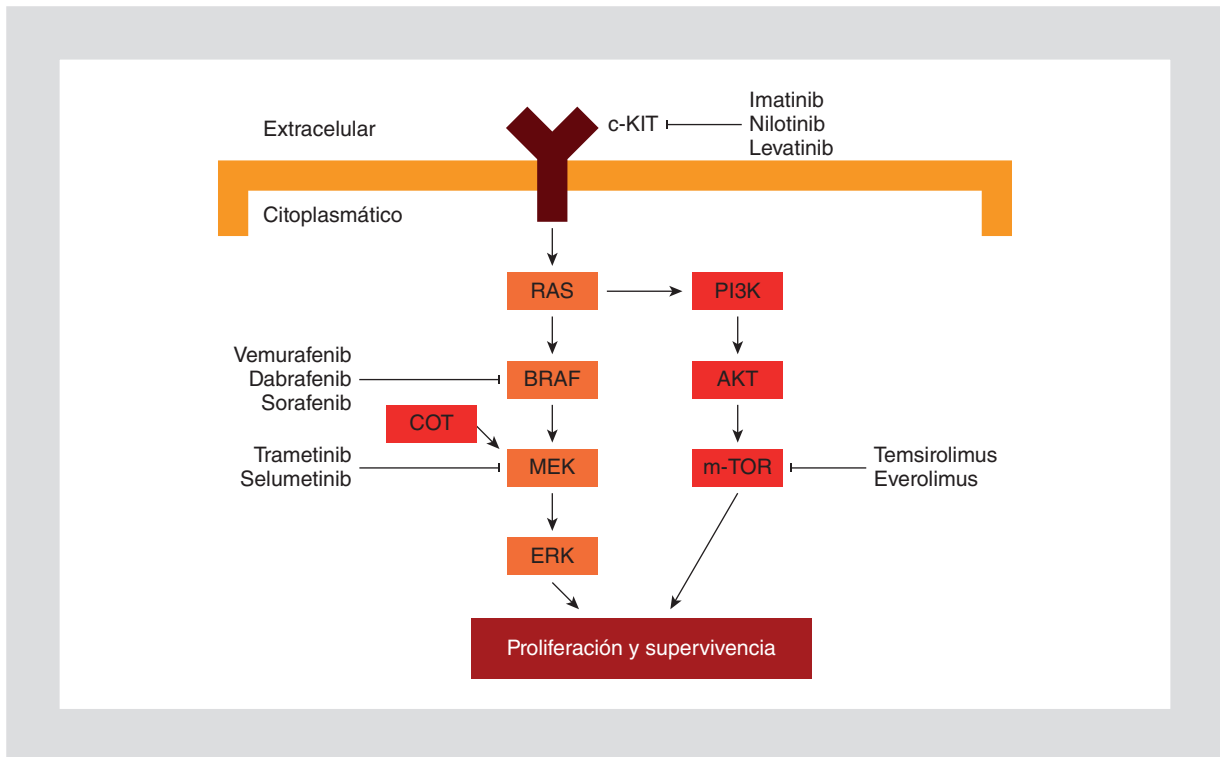 Extracelular
c-KIT
Imatinib
Nilotinib
Levatinib
Citoplasmático
RAS
PI3K
Vemurafenib
Dabrafenib
Sorafenib
BRAF
AKT
COT
Trametinib
Selumetinib
MEK
m-TOR
Temsirolimus
Everolimus
ERK
Proliferación y supervivencia